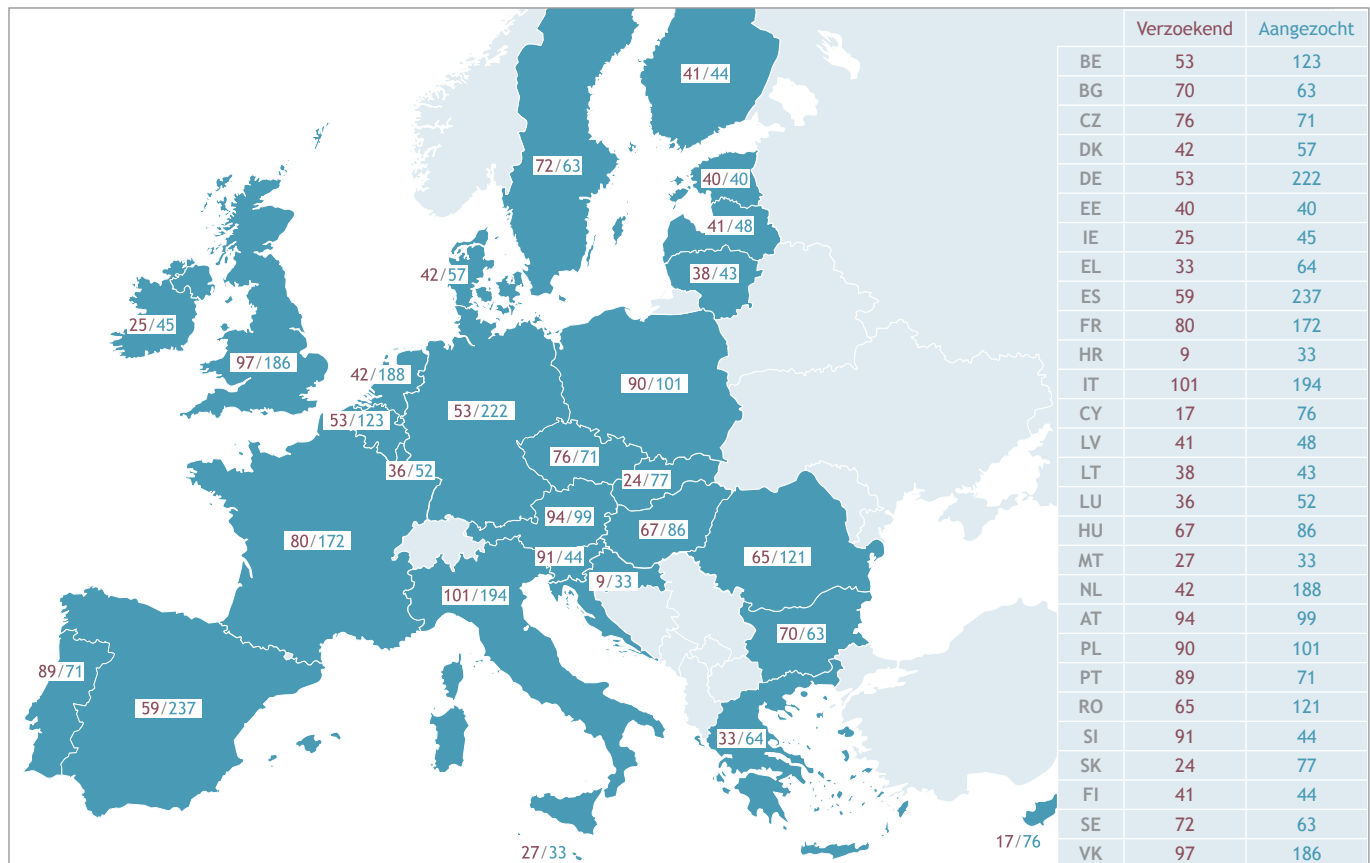 Verzoekend Aangezocht
BE 53 123
BG 70 63
CZ 76 71
DK 42 57
DE 53 222
EE 40 40
IE 25 45
EL 33 64
ES 59 237
FR 80 172
HR 9 33
IT 101 194
CY 17 76
LV 41 48
LT 38 43
LU 36 52
HU 67 86
MT 27 33
NL 42 188
AT 94 99
PL 90 101
PT 89 71
RO 65 121
SI 91 44
SK 24 77
FI 41 44
SE 72 63
VK 97 186
41/44
72/63
40/40
41/48
38/43
42/57
25/45
97/186
42/188
90/101
53/123
53/222
36/52
76/71
24/77
94/99
67/86
80/172
91/44
65/121
9/33
101/194
70/63
89/71
59/237
33/64
27/33
17/76